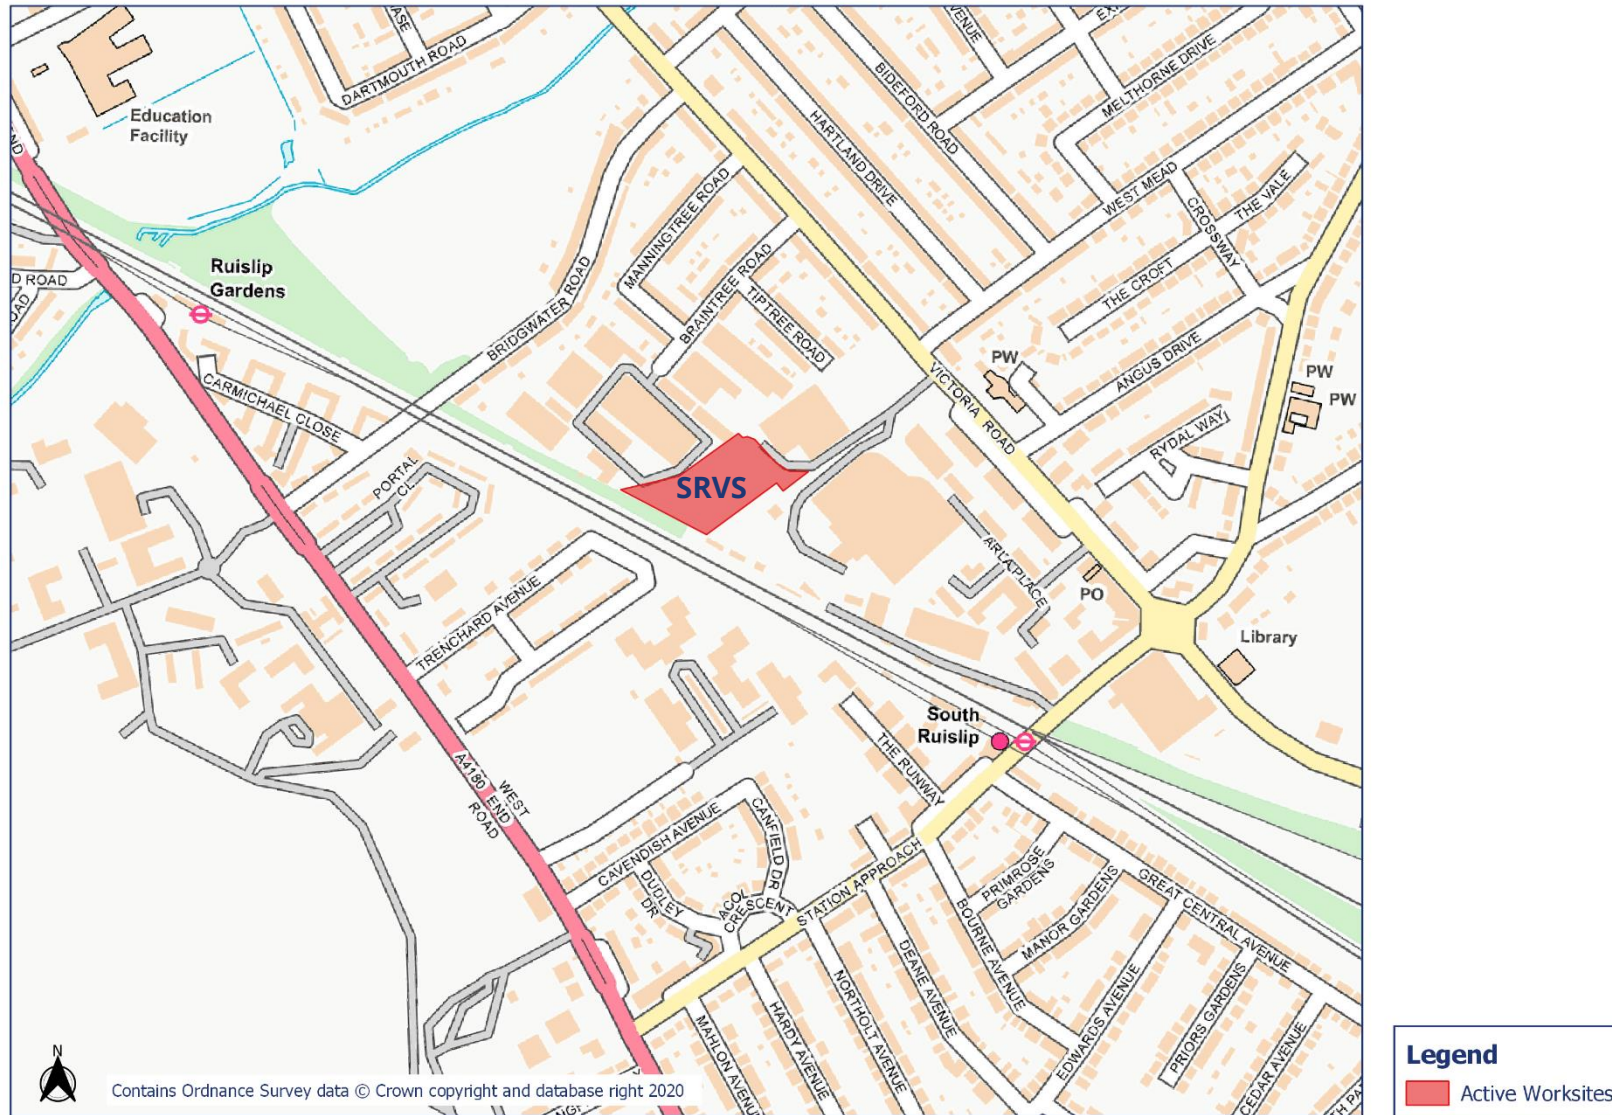 DARTMOUTH ROAD
Education
Facility
BIDEFORD ROAD
MELTHORNE DRIVE
HARTLAND DRIVE
WEST MEAD
CROSSWAY
THE VALE
MANNINGTREE ROAD
THE CROFT
Ruislip
Gardens
D ROAD
BRIDGWATER ROAD
BRAINTREE ROAD
TIPTREE ROAD
PW
ANGUS DRIVE
PW
PW
VICTORIA ROAD
CARMICHAEL CLOSE
RYDAL WAY
PORTAL
CL
SRVS
ARLA PLACE
PO
TRENCHARD AVENUE
Library
South
Ruislip
THE RUNWAY
A4180 WEST
END
ROAD
CAVENDISH AVENUE
CANFIELD DR
DUDLEY
DR
ACOL
CRESCENT
STATION APPROACH
PRIMROSE
GARDENS
MANOR GARDENS
GREAT CENTRAL AVENUE
BOURNE AVENUE
DEANE AVENUE
NORTHOLT AVENUE
HARDY AVENUE
MAHLON AVENUE
EDWARDS AVENUE
PRIORS GARDENS
CEDAR AVENUE
N
Contains Ordnance Survey data © Crown copyright and database right 2020
Legend
Active Worksites